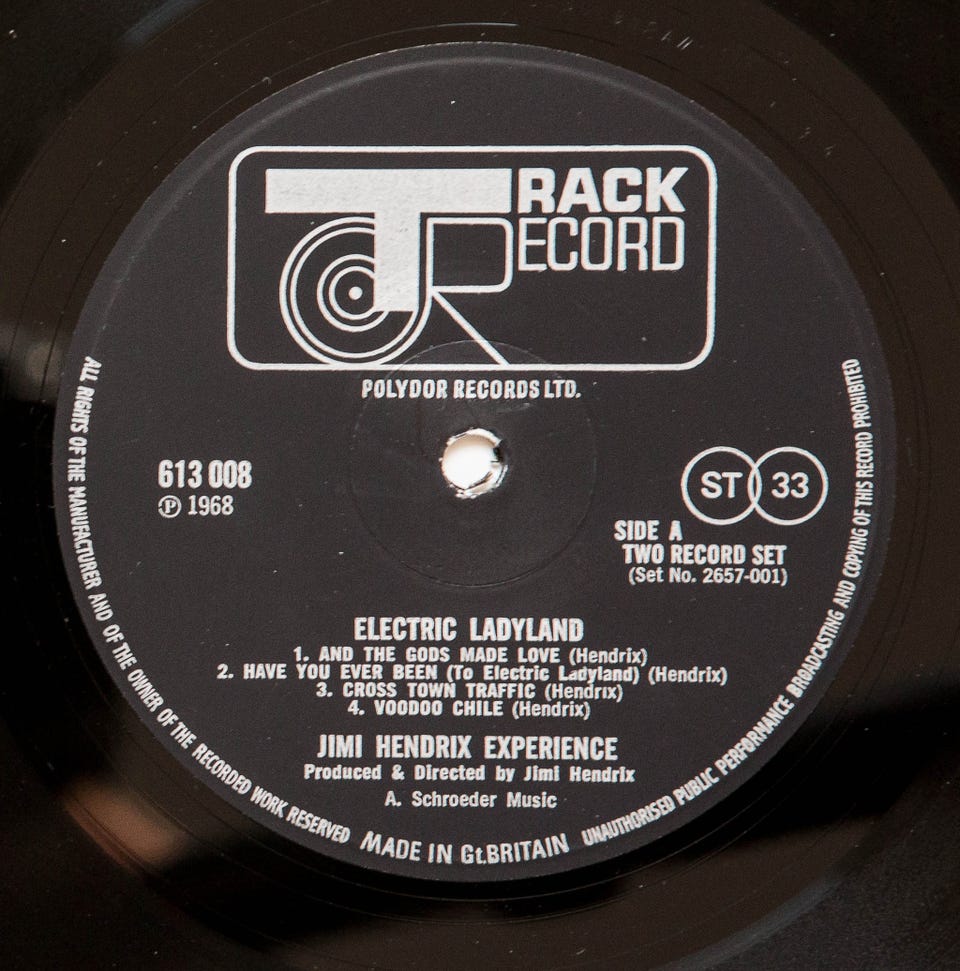 TRACK
RECORD
POLYDOR RECORDS LTD.
613 008
℗ 1968
ST 33
SIDE A
TWO RECORD SET
(Set No. 2657-001)
ELECTRIC LADYLAND
1. AND THE GODS MADE LOVE (Hendrix)
2. HAVE YOU EVER BEEN (To Electric Ladyland) (Hendrix)
3. CROSS TOWN TRAFFIC (Hendrix)
4. VOODOO CHILE (Hendrix)
JIMI HENDRIX EXPERIENCE
Produced & Directed by Jimi Hendrix
A. Schroeder Music
ALL RIGHTS OF THE MANUFACTURER AND OF THE OWNER OF THE RECORDED WORK RESERVED
MADE IN Gt.BRITAIN
UNAUTHORISED PUBLIC PERFORMANCE BROADCASTING AND COPYING OF THIS RECORD PROHIBITED